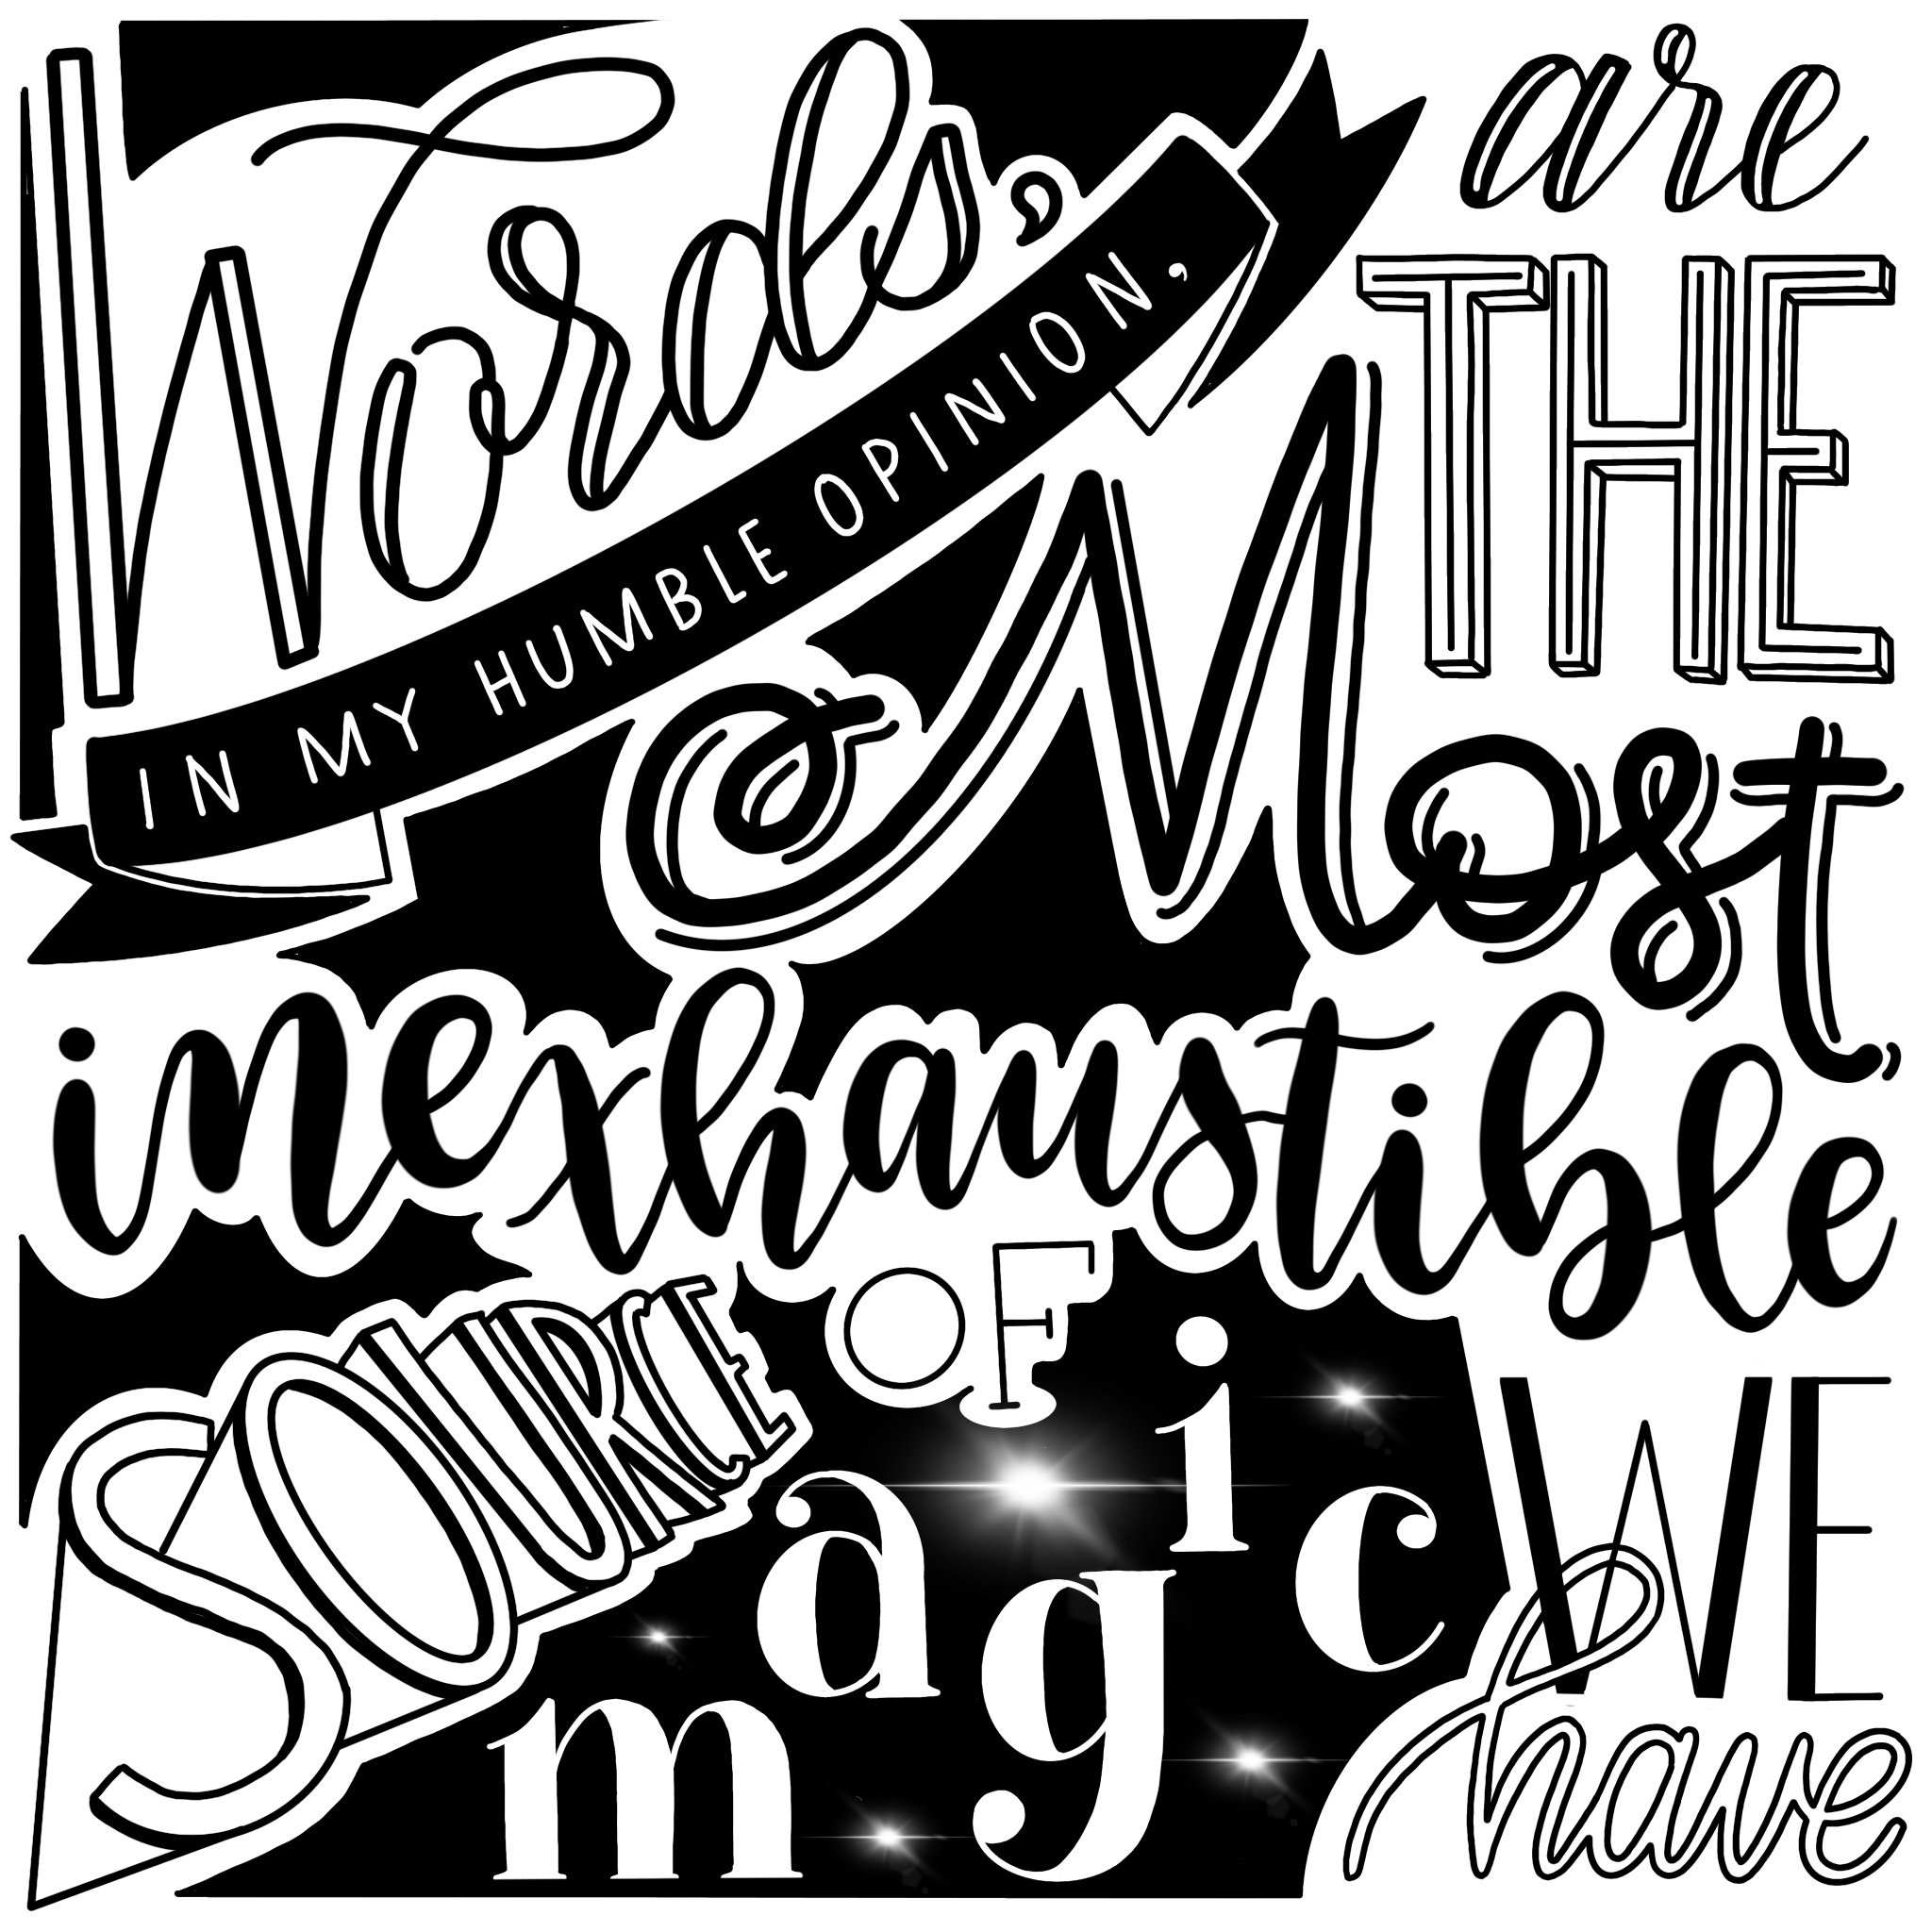 Words,
IN MY HUMBLE OPINION.,
are
THE
Most
inexhaustible
SOURCE
OF
magic
WE
have